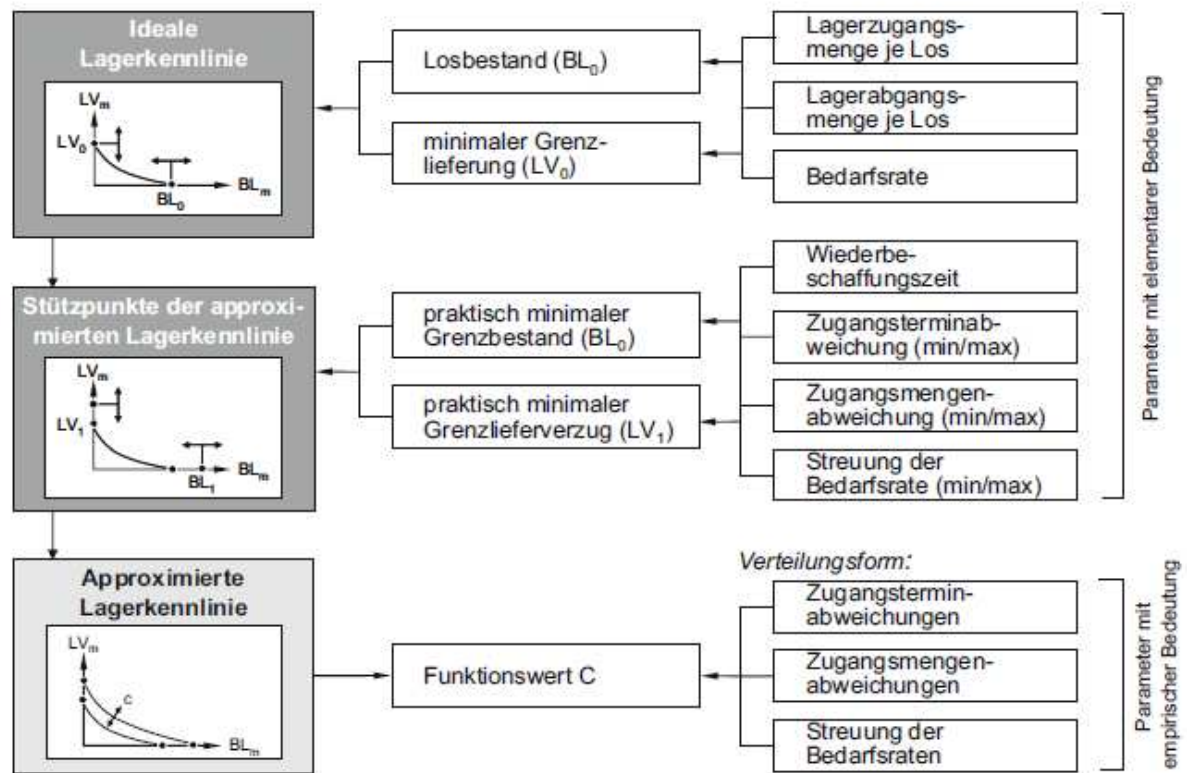 Ideale
Lagerkennlinie
LVm
LV0
BL0
BLm
Losbestand (BL0)
minimaler Grenz-
lieferung (LV0)
Lagerzugangs-
menge je Los
Lagerabgangs-
menge je Los
Bedarfsrate
Stützpunkte der approxi-
mierten Lagerkennlinie
LVm
LV1
BL1
BLm
praktisch minimaler
Grenzbestand (BL0)
praktisch minimaler
Grenzlieferverzug (LV1)
Wiederbe-
schaffungszeit
Zugangsterminab-
weichung (min/max)
Zugangsmengen-
abweichung (min/max)
Streuung der
Bedarfsrate (min/max)
Parameter mit elementarer Bedeutung
Approximierte
Lagerkennlinie
LVm
C
BLm
Funktionswert C
Verteilungsform:
Zugangstermin-
abweichungen
Zugangsmengen-
abweichungen
Streuung der
Bedarfsraten
Parameter mit
empirischer Bedeutung